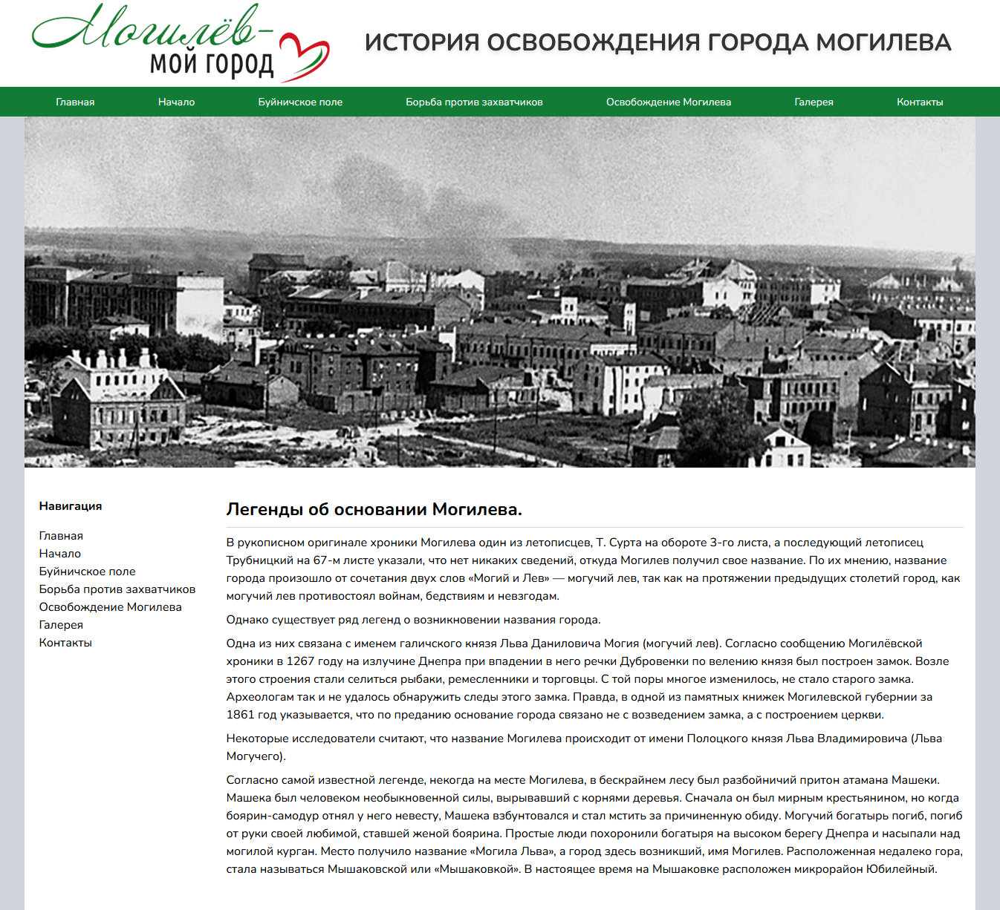 Могилёв-
мой город
ИСТОРИЯ ОСВОБОЖДЕНИЯ ГОРОДА МОГИЛЕВА
Главная Начало Буйничское поле Борьба против захватчиков Освобождение Могилева Галерея Контакты
Навигация
Главная
Начало
Буйничское поле
Борьба против захватчиков
Освобождение Могилева
Галерея
Контакты
Легенды об основании Могилева.
В рукописном оригинале хроники Могилева один из летописцев, Т. Сурта на обороте 3-го листа, а последующий летописец
Трубницкий на 67-м листе указали, что нет никаких сведений, откуда Могилев получил свое название. По их мнению, название
города произошло от сочетания двух слов «Могий и Лев» — могучий лев, так как на протяжении предыдущих столетий город, как
могучий лев противостоял войнам, бедствиям и невзгодам.
Однако существует ряд легенд о возникновении названия города.
Одна из них связана с именем галичского князя Льва Даниловича Могия (могучий лев). Согласно сообщению Могилёвской
хроники в 1267 году на излучине Днепра при впадении в него речки Дубровенки по велению князя был построен замок. Возле
этого строения стали селиться рыбаки, ремесленники и торговцы. С той поры многое изменилось, не стало старого замка.
Археологам так и не удалось обнаружить следы этого замка. Правда, в одной из памятных книжек Могилевской губернии за
1861 год указывается, что по преданию основание города связано не с возведением замка, а с построением церкви.
Некоторые исследователи считают, что название Могилева происходит от имени Полоцкого князя Льва Владимировича (Льва
Могучего).
Согласно самой известной легенде, некогда на месте Могилева, в бескрайнем лесу был разбойничий притон атамана Машеки.
Машека был человеком необыкновенной силы, вырывавший с корнями деревья. Сначала он был мирным крестьянином, но когда
боярин-самодур отнял у него невесту, Машека взбунтовался и стал мстить за причиненную обиду. Могучий богатырь погиб, погиб
от руки своей любимой, ставшей женой боярина. Простые люди похоронили богатыря на высоком берегу Днепра и насыпали над
могилой курган. Место получило название «Могила Льва», а город здесь возникший, имя Могилев. Расположенная недалеко гора,
стала называться Мышаковской или «Мышаковкой». В настоящее время на Мышаковке расположен микрорайон Юбилейный.